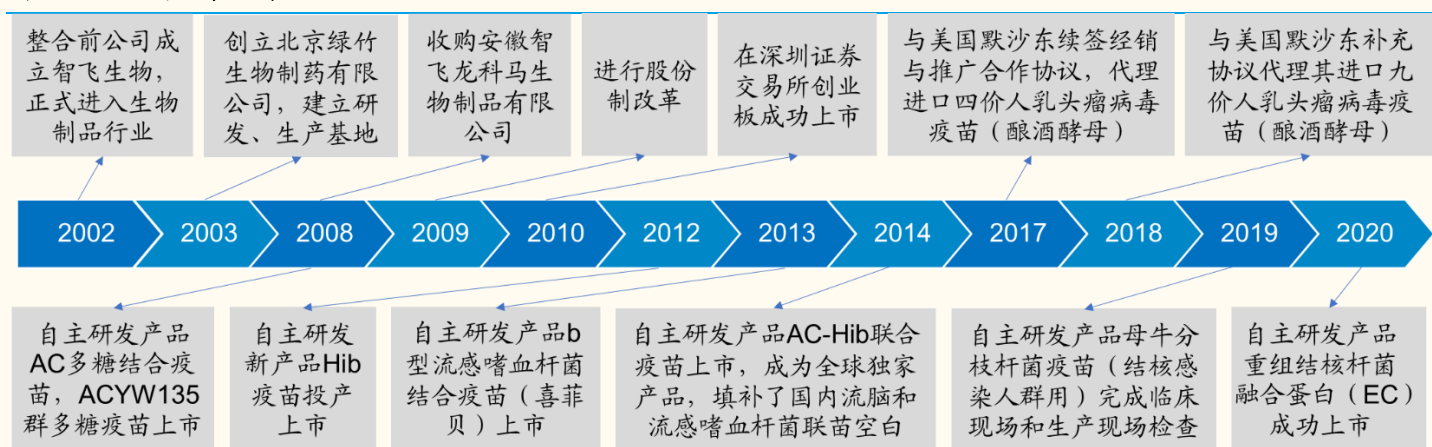 整合前公司成
立智飞生物，
正式进入生物
制品行业
创立北京绿竹
生物制药有限
公司，建立研
发、生产基地
收购安徽智
飞龙科马生
物制品有限
公司
进行股份
制改革
在深圳证券
交易所创业
板成功上市
与美国默沙东续签经销
与推广合作协议，代理
进口四价人乳头瘤病毒
疫苗（酿酒酵母）
与美国默沙东补充
协议代理其进口九
价人乳头瘤病毒疫
苗（酿酒酵母）
2002
2003
2008
2009
2010
2012
2013
2014
2017
2018
2019
2020
自主研发产品
AC多糖结合疫
苗，ACYW135
群多糖疫苗上市
自主研发
新产品Hib
疫苗投产
上市
自主研发产品b
型流感嗜血杆菌
结合疫苗（喜菲
贝）上市
自主研发产品AC-Hib联合
疫苗上市，成为全球独家
产品，填补了国内流脑和
流感嗜血杆菌联苗空白
自主研发产品母牛分
枝杆菌疫苗（结核感
染人群用）完成临床
现场和生产现场检查
自主研发产品
重组结核杆菌
融合蛋白（EC）
成功上市